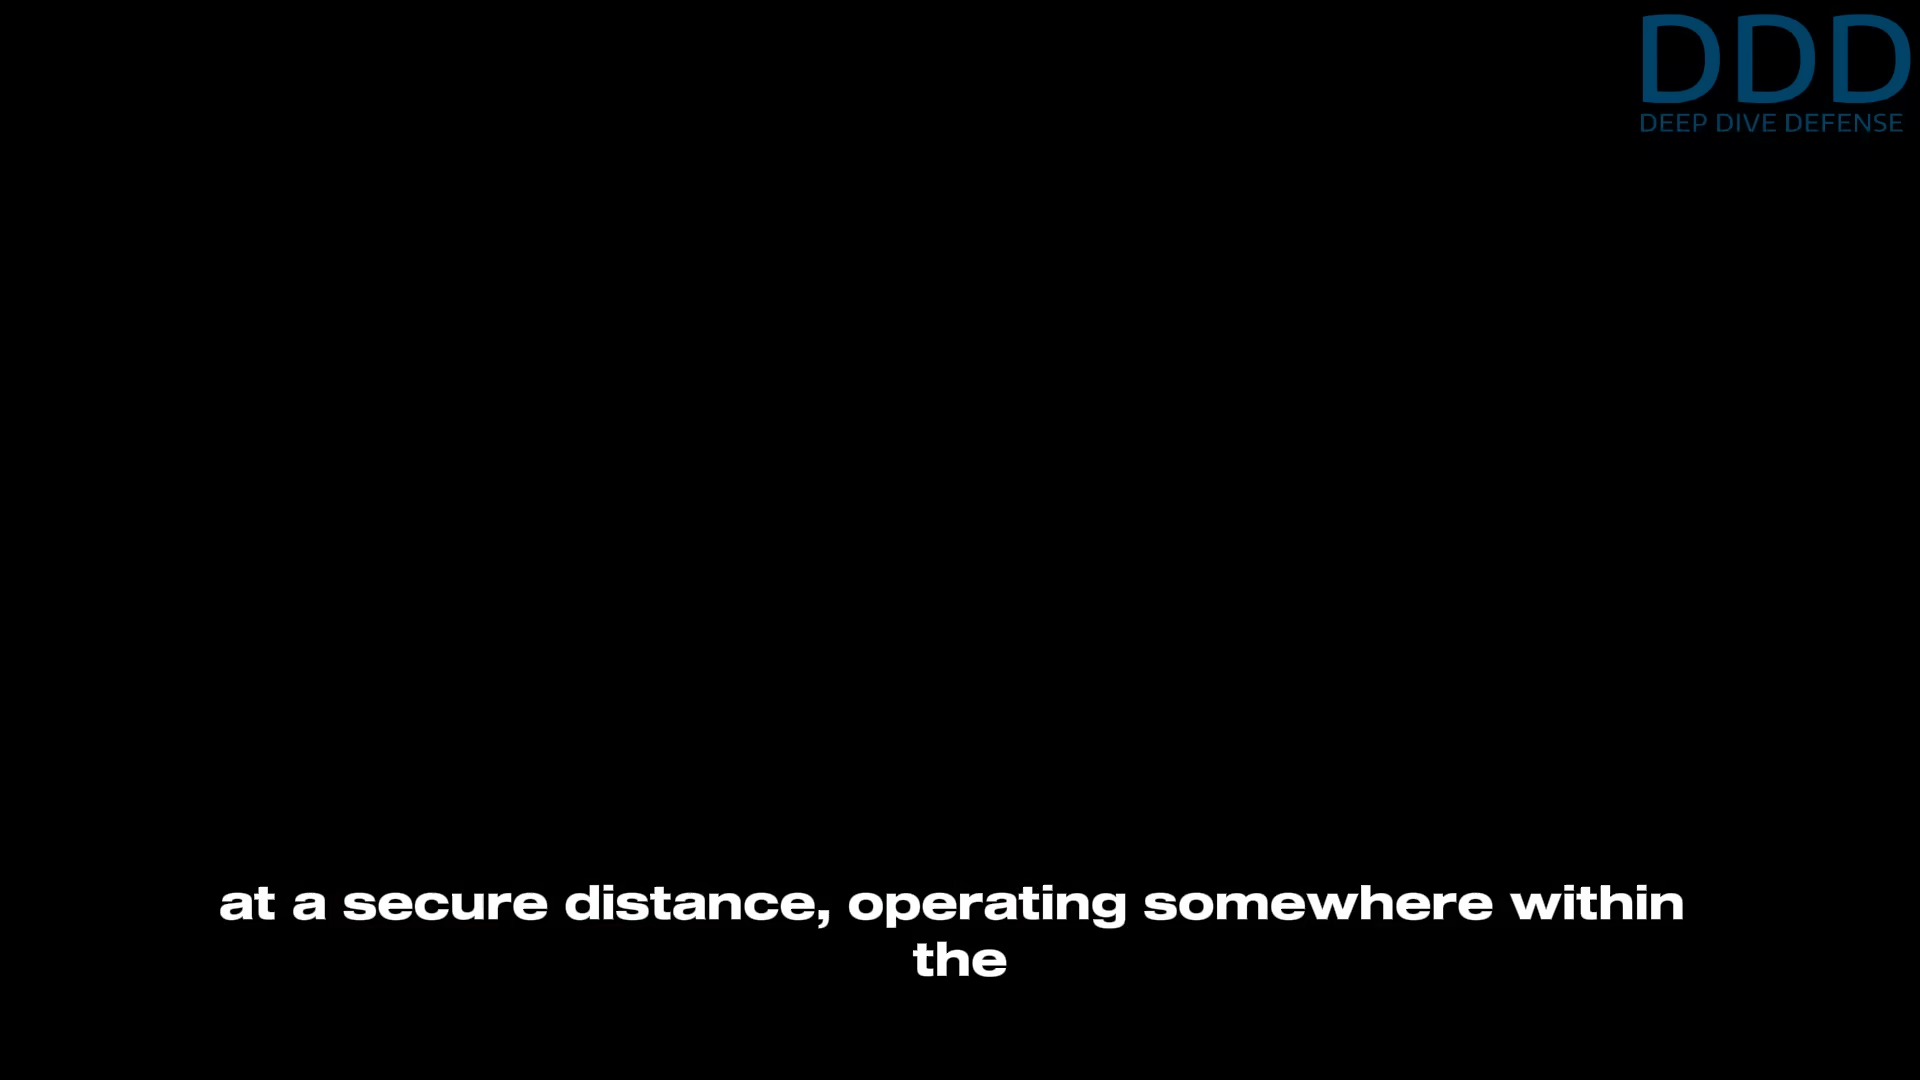 DDD
DEEP DIVE DEFENSE
at a secure distance, operating somewhere within
the